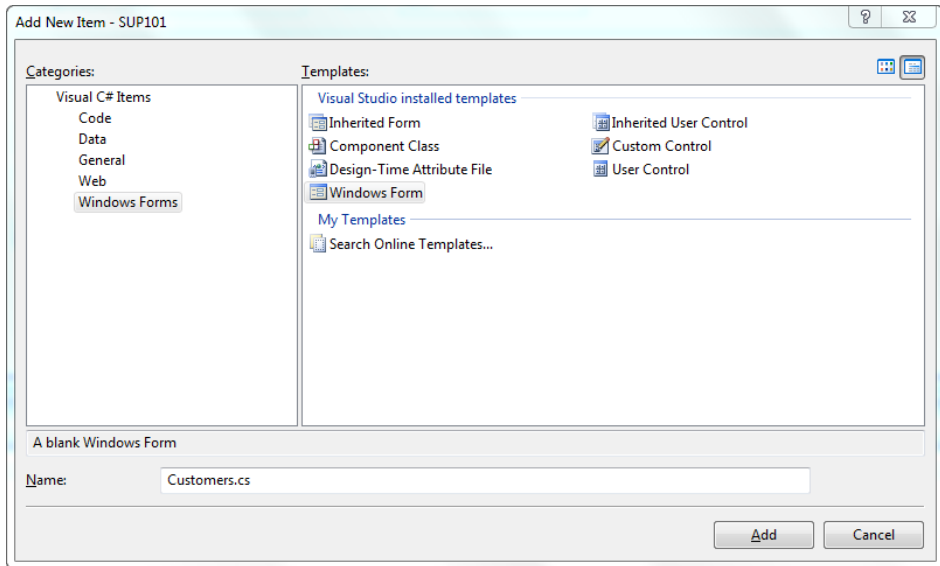 Add New Item - SUP101
Categories:
Visual C# Items
Code
Data
General
Web
Windows Forms
Templates:
Visual Studio installed templates
Inherited Form
Inherited User Control
Component Class
Custom Control
Design-Time Attribute File
User Control
Windows Form
My Templates
Search Online Templates...
A blank Windows Form
Name:
Customers.cs
Add
Cancel